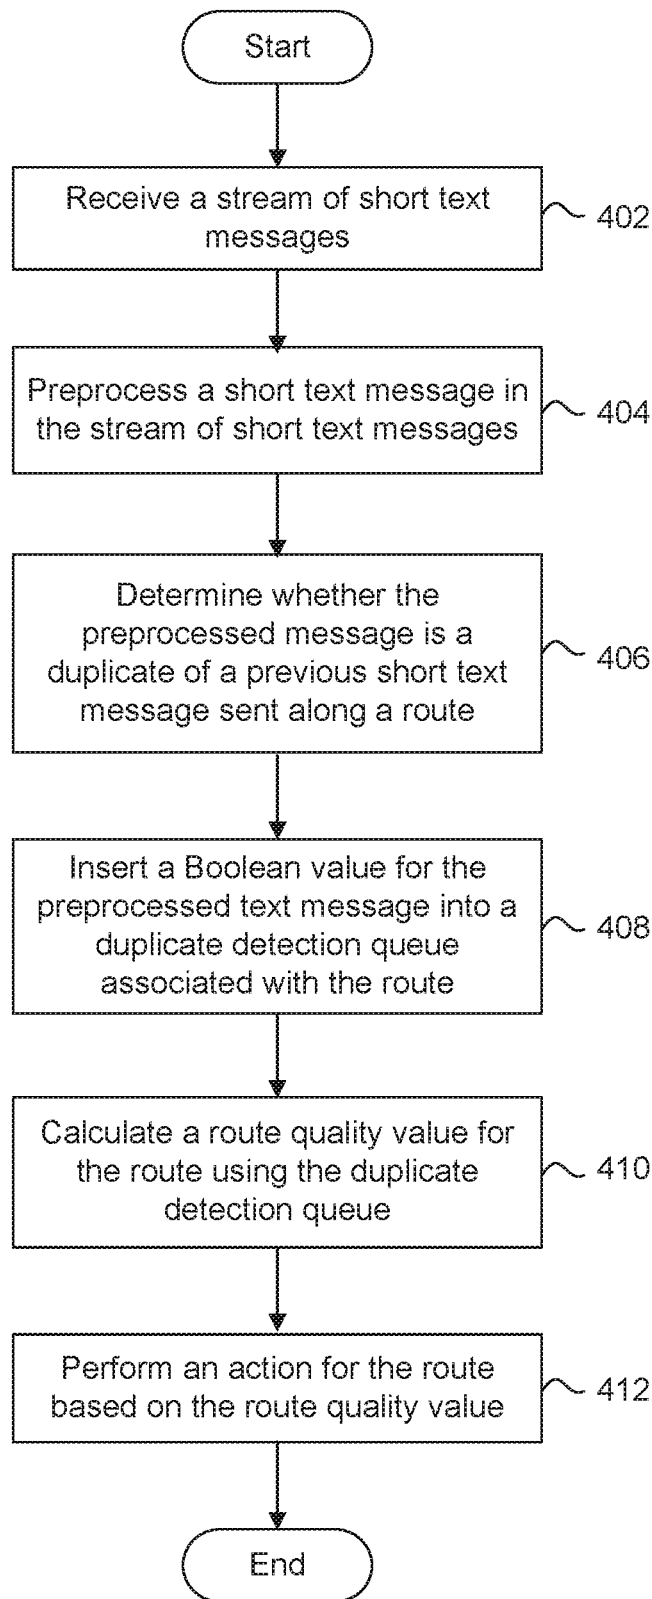 Start
Receive a stream of short text
messages
402
Preprocess a short text message in
the stream of short text messages
404
Determine whether the
preprocessed message is a
duplicate of a previous short text
message sent along a route
406
Insert a Boolean value for the
preprocessed text message into a
duplicate detection queue
associated with the route
408
Calculate a route quality value for
the route using the duplicate
detection queue
410
Perform an action for the route
based on the route quality value
412
End